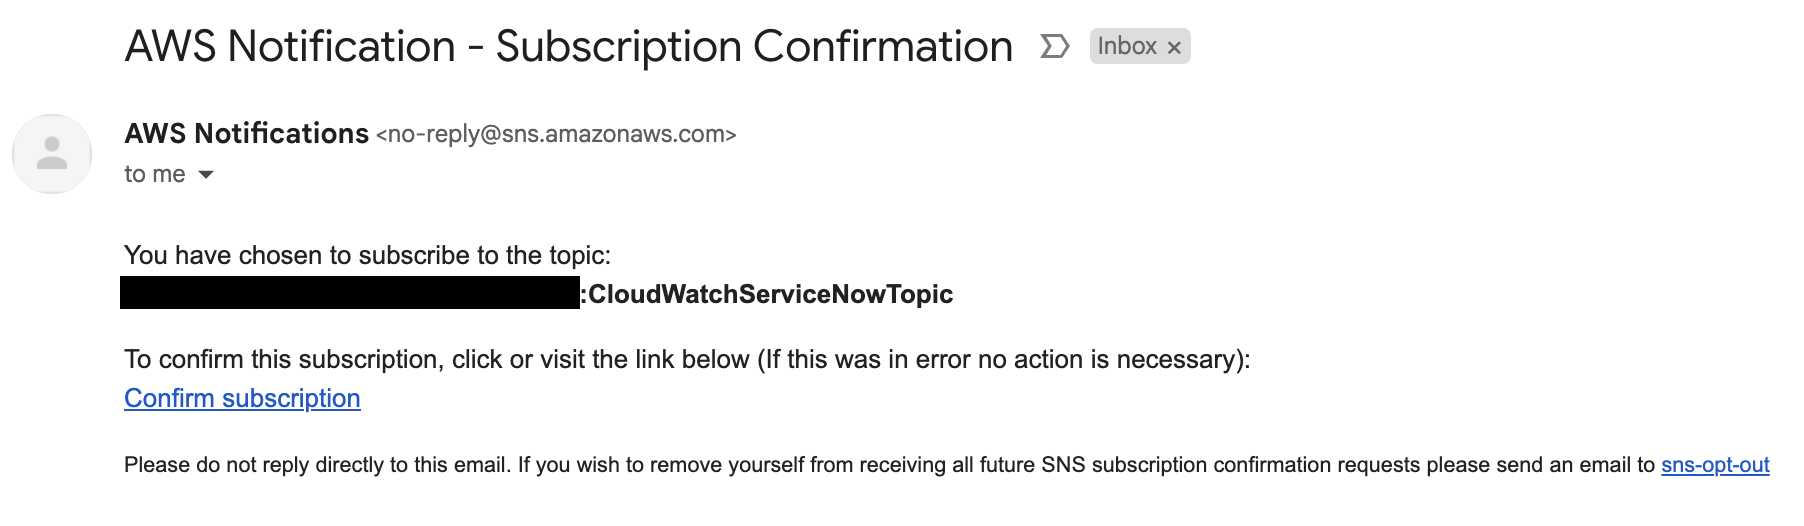 AWS Notification - Subscription Confirmation Inbox ×
AWS Notifications <no-reply@sns.amazonaws.com>
to me
You have chosen to subscribe to the topic:
:CloudWatchServiceNowTopic
To confirm this subscription, click or visit the link below (If this was in error no action is necessary):
Confirm subscription
Please do not reply directly to this email. If you wish to remove yourself from receiving all future SNS subscription confirmation requests please send an email to sns-opt-out